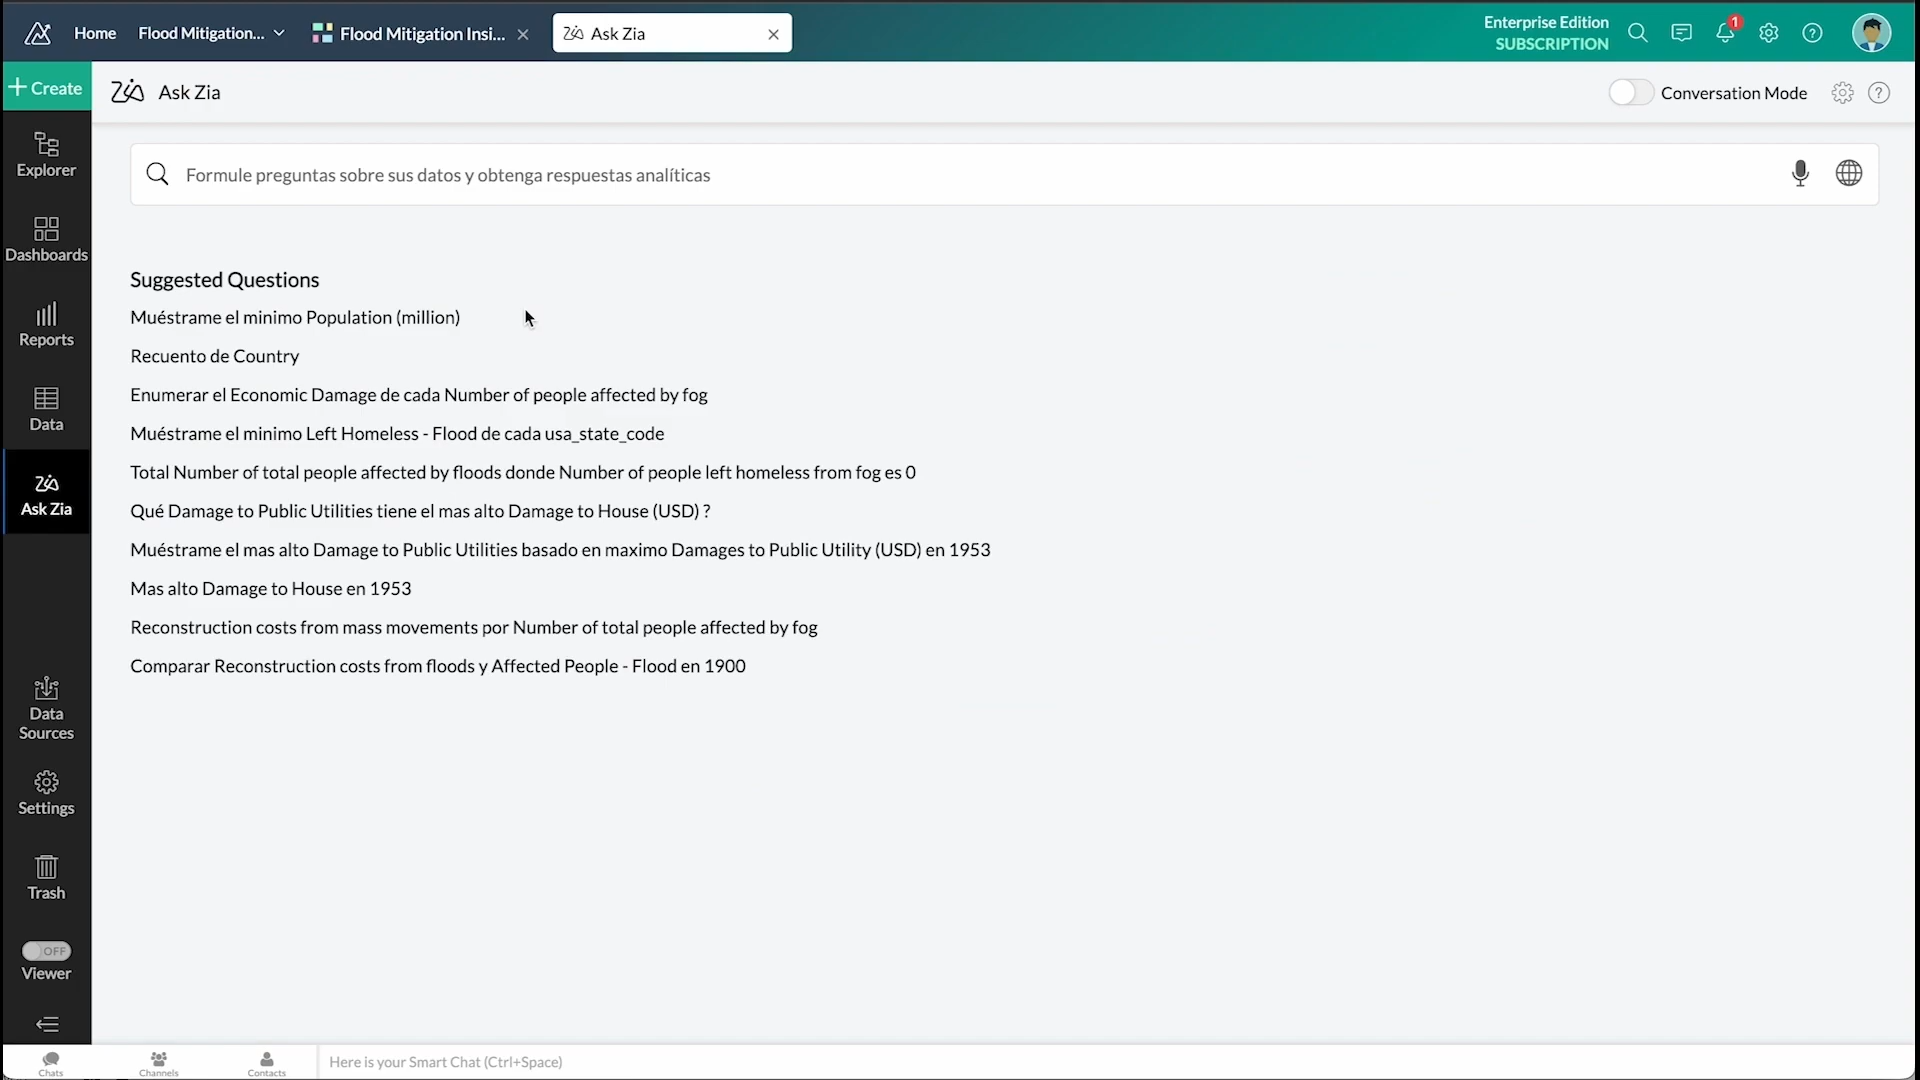 Home
Flood Mitigation...
Flood Mitigation Insi...
Ask Zia
Enterprise Edition
SUBSCRIPTION
1
Create
Zia Ask Zia
Conversation Mode
Formule preguntas sobre sus datos y obtenga respuestas analíticas
Explorer
Dashboards
Reports
Data
Ask Zia
Data
Sources
Settings
Trash
OFF
Viewer
Suggested Questions
Muéstrame el minimo Population (million)
Recuento de Country
Enumerar el Economic Damage de cada Number of people affected by fog
Muéstrame el minimo Left Homeless - Flood de cada usa_state_code
Total Number of total people affected by floods donde Number of people left homeless from fog es 0
Qué Damage to Public Utilities tiene el mas alto Damage to House (USD) ?
Muéstrame el mas alto Damage to Public Utilities basado en maximo Damages to Public Utility (USD) en 1953
Mas alto Damage to House en 1953
Reconstruction costs from mass movements por Number of total people affected by fog
Comparar Reconstruction costs from floods y Affected People - Flood en 1900
Chats
Channels
Contacts
Here is your Smart Chat (Ctrl+Space)